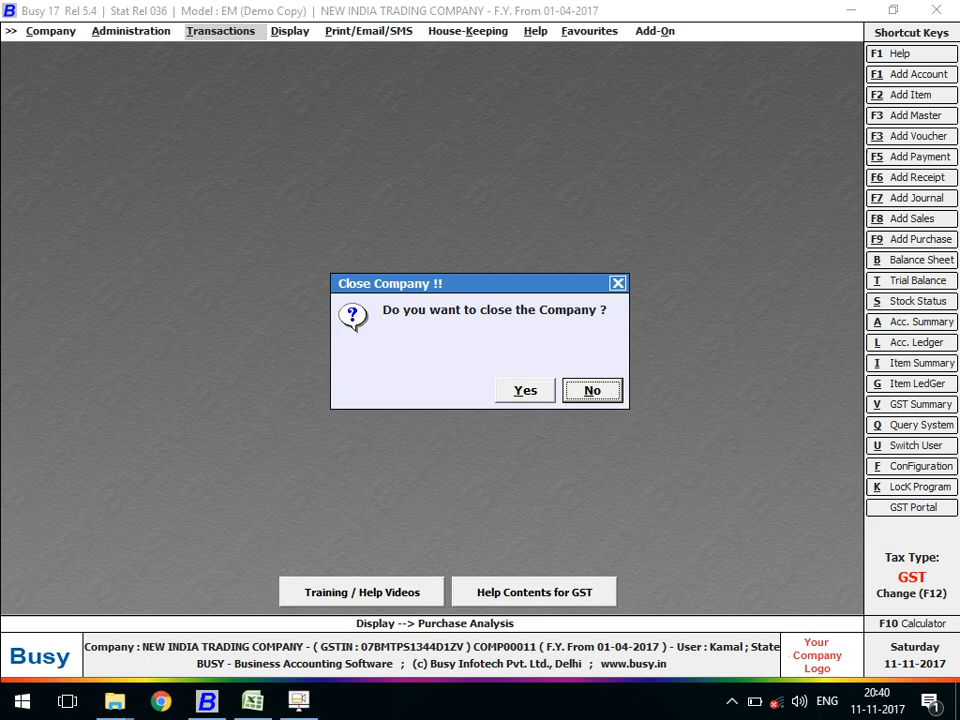 Busy 17 Rel 5.4 | Stat Rel 036 | Model : EM (Demo Copy) | NEW INDIA TRADING COMPANY - F.Y. From 01-04-2017
>> Company Administration Transactions Display Print/Email/SMS House-Keeping Help Favourites Add-On
Shortcut Keys
F1 Help
F1 Add Account
F2 Add Item
F3 Add Master
F3 Add Voucher
F5 Add Payment
F6 Add Receipt
F7 Add Journal
F8 Add Sales
F9 Add Purchase
B Balance Sheet
T Trial Balance
S Stock Status
A Acc. Summary
L Acc. Ledger
I Item Summary
G Item LedGer
V GST Summary
Q Query System
U Switch User
F ConFiguration
K LocK Program
GST Portal
Tax Type:
GST
Change (F12)
F10 Calculator
Close Company !!
Do you want to close the Company ?
Yes No
Training / Help Videos
Help Contents for GST
Display --> Purchase Analysis
Busy
Company : NEW INDIA TRADING COMPANY - ( GSTIN : 07BMTPS1344D1ZV ) COMP00011 ( F.Y. From 01-04-2017 ) - User : Kamal ; State
BUSY - Business Accounting Software ; (c) Busy Infotech Pvt. Ltd., Delhi ; www.busy.in
Your
Company
Logo
Saturday
11-11-2017
ENG
20:40
11-11-2017
1